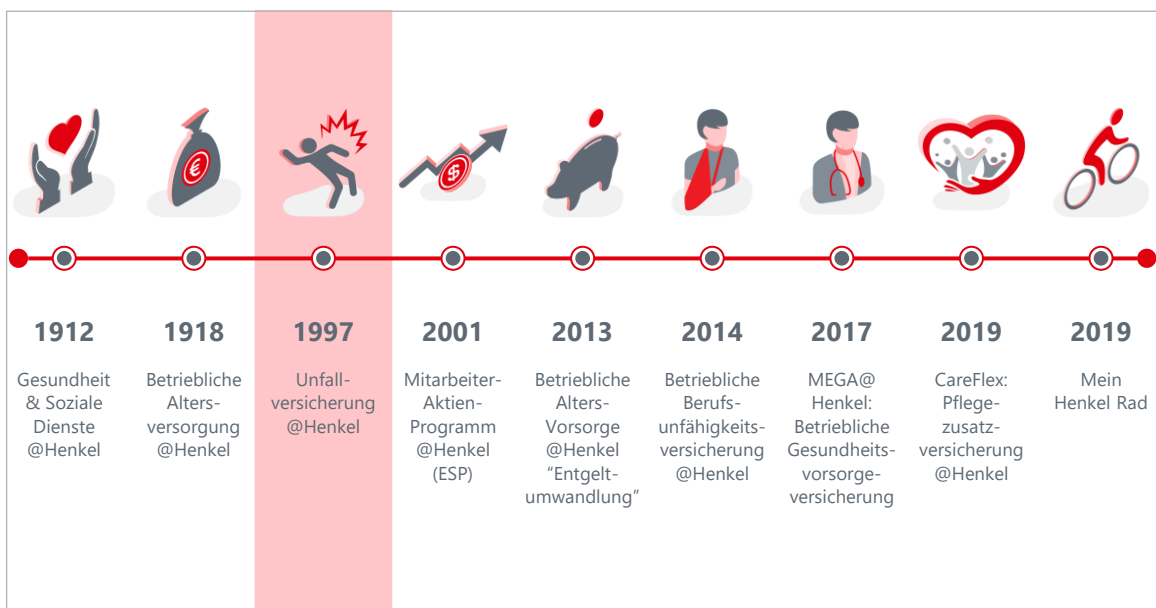 1912
Gesundheit
& Soziale
Dienste
@Henkel
1918
Betriebliche
Alters-
versorgung
@Henkel
1997
Unfall-
versicherung
@Henkel
2001
Mitarbeiter-
Aktien-
Programm
@Henkel
(ESP)
2013
Betriebliche
Alters-
Vorsorge
@Henkel
“Entgelt-
umwandlung”
2014
Betriebliche
Berufs-
unfähigkeits-
versicherung
@Henkel
2017
MEGA@
Henkel:
Betriebliche
Gesundheits-
vorsorge-
versicherung
2019
CareFlex:
Pflege-
zusatz-
versicherung
@Henkel
2019
Mein
Henkel Rad